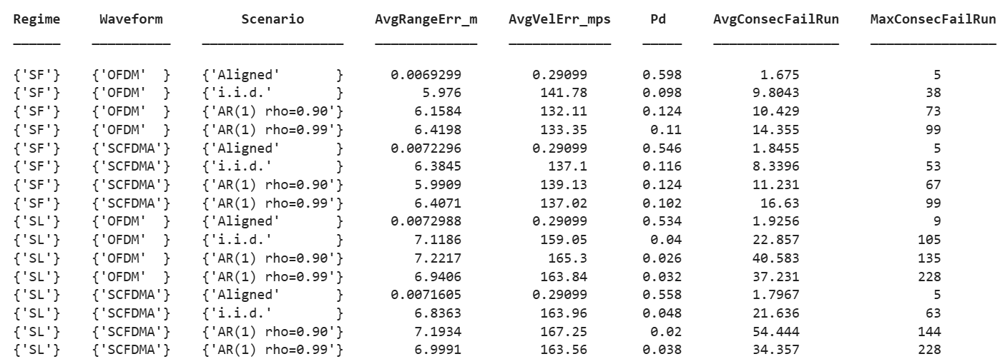 Regime    Waveform          Scenario         AvgRangeErr_m    AvgVelErr_mps     Pd      AvgConsecFailRun    MaxConsecFailRun
______    __________    __________________    _____________    _____________    _____    ________________    ________________
{'SF'}    {'OFDM'  }    {'Aligned'       }      0.0069299         0.29099       0.598          1.675                 5
{'SF'}    {'OFDM'  }    {'i.i.d.'        }          5.976          141.78       0.098         9.8043                38
{'SF'}    {'OFDM'  }    {'AR(1) rho=0.90'}         6.1584          132.11       0.124         10.429                73
{'SF'}    {'OFDM'  }    {'AR(1) rho=0.99'}         6.4198          133.35        0.11         14.355                99
{'SF'}    {'SCFDMA'}    {'Aligned'       }      0.0072296         0.29099       0.546         1.8455                 5
{'SF'}    {'SCFDMA'}    {'i.i.d.'        }         6.3845           137.1       0.116         8.3396                53
{'SF'}    {'SCFDMA'}    {'AR(1) rho=0.90'}         5.9909          139.13       0.124         11.231                67
{'SF'}    {'SCFDMA'}    {'AR(1) rho=0.99'}         6.4071          137.02       0.102          16.63                99
{'SL'}    {'OFDM'  }    {'Aligned'       }      0.0072988         0.29099       0.534         1.9256                 9
{'SL'}    {'OFDM'  }    {'i.i.d.'        }         7.1186          159.05        0.04         22.857               105
{'SL'}    {'OFDM'  }    {'AR(1) rho=0.90'}         7.2217           165.3       0.026         40.583               135
{'SL'}    {'OFDM'  }    {'AR(1) rho=0.99'}         6.9406          163.84       0.032         37.231               228
{'SL'}    {'SCFDMA'}    {'Aligned'       }      0.0071605         0.29099       0.558         1.7967                 5
{'SL'}    {'SCFDMA'}    {'i.i.d.'        }         6.8363          163.96       0.048         21.636                63
{'SL'}    {'SCFDMA'}    {'AR(1) rho=0.90'}         7.1934          167.25        0.02         54.444               144
{'SL'}    {'SCFDMA'}    {'AR(1) rho=0.99'}         6.9991          163.56       0.038         34.357               228